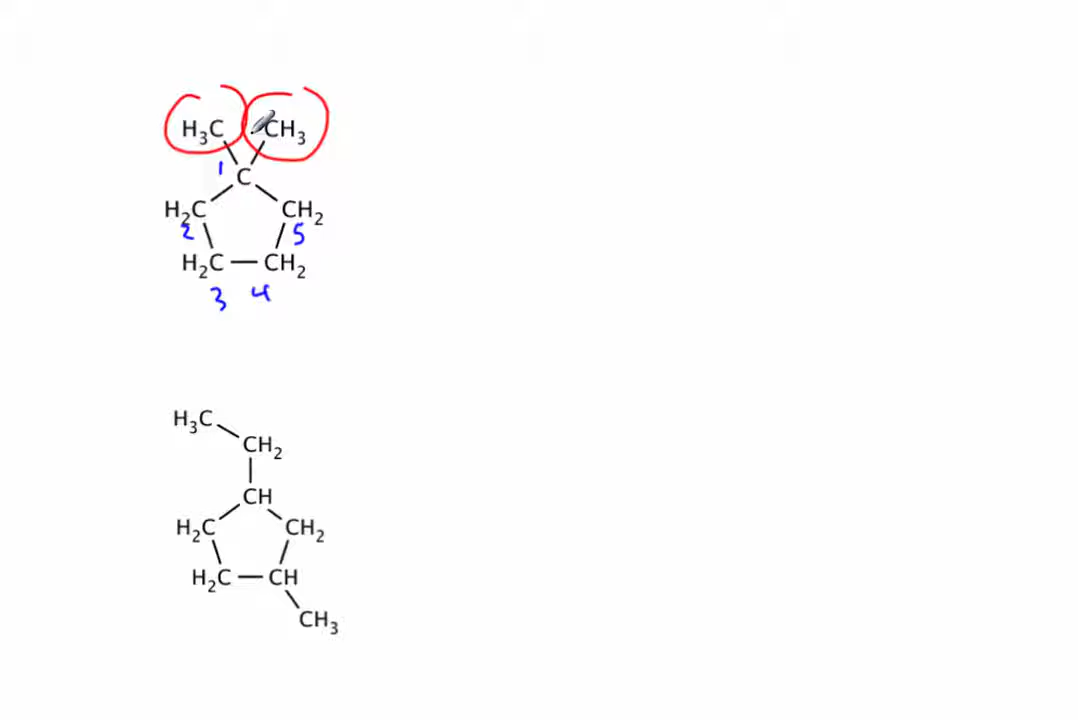 H₃C CH₃
1 C
H₂C CH₂
2 5
H₂C — CH₂
3 4
H₃C
CH₂
CH
H₂C CH₂
H₂C — CH
CH₃